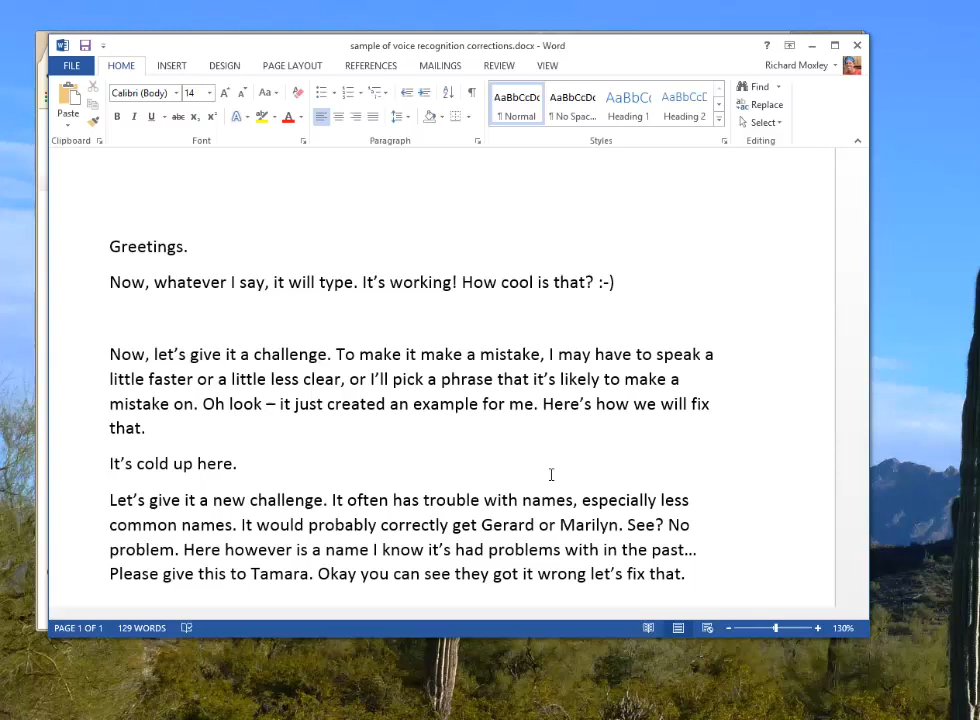 sample of voice recognition corrections.docx - Word
?
FILE HOME INSERT DESIGN PAGE LAYOUT REFERENCES MAILINGS REVIEW VIEW Richard Moxley
Paste
Calibri (Body) 14
Aa
B I U abc x₂ x²
A
AaBbCcDc AaBbCcDc AaBbC( AaBbCcE
¶ Normal ¶ No Spac... Heading 1 Heading 2
Find
Replace
Select
Clipboard Font Paragraph Styles Editing
Greetings.
Now, whatever I say, it will type. It’s working! How cool is that? :-)
Now, let’s give it a challenge. To make it make a mistake, I may have to speak a
little faster or a little less clear, or I’ll pick a phrase that it’s likely to make a
mistake on. Oh look – it just created an example for me. Here’s how we will fix
that.
It’s cold up here.
Let’s give it a new challenge. It often has trouble with names, especially less
common names. It would probably correctly get Gerard or Marilyn. See? No
problem. Here however is a name I know it’s had problems with in the past…
Please give this to Tamara. Okay you can see they got it wrong let’s fix that.
PAGE 1 OF 1 129 WORDS 130%